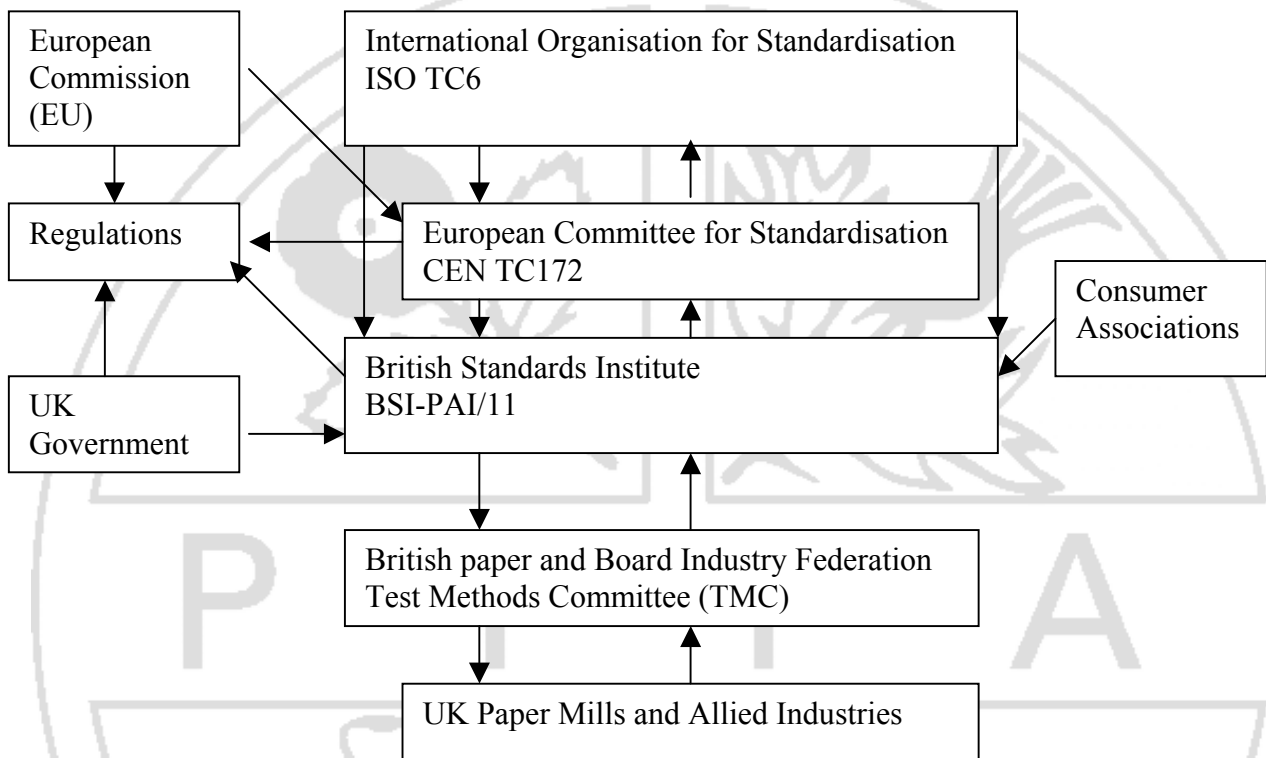 European
Commission
(EU)
International Organisation for Standardisation
ISO TC6
Regulations
European Committee for Standardisation
CEN TC172
Consumer
Associations
British Standards Institute
BSI-PAI/11
UK
Government
British paper and Board Industry Federation
Test Methods Committee (TMC)
UK Paper Mills and Allied Industries